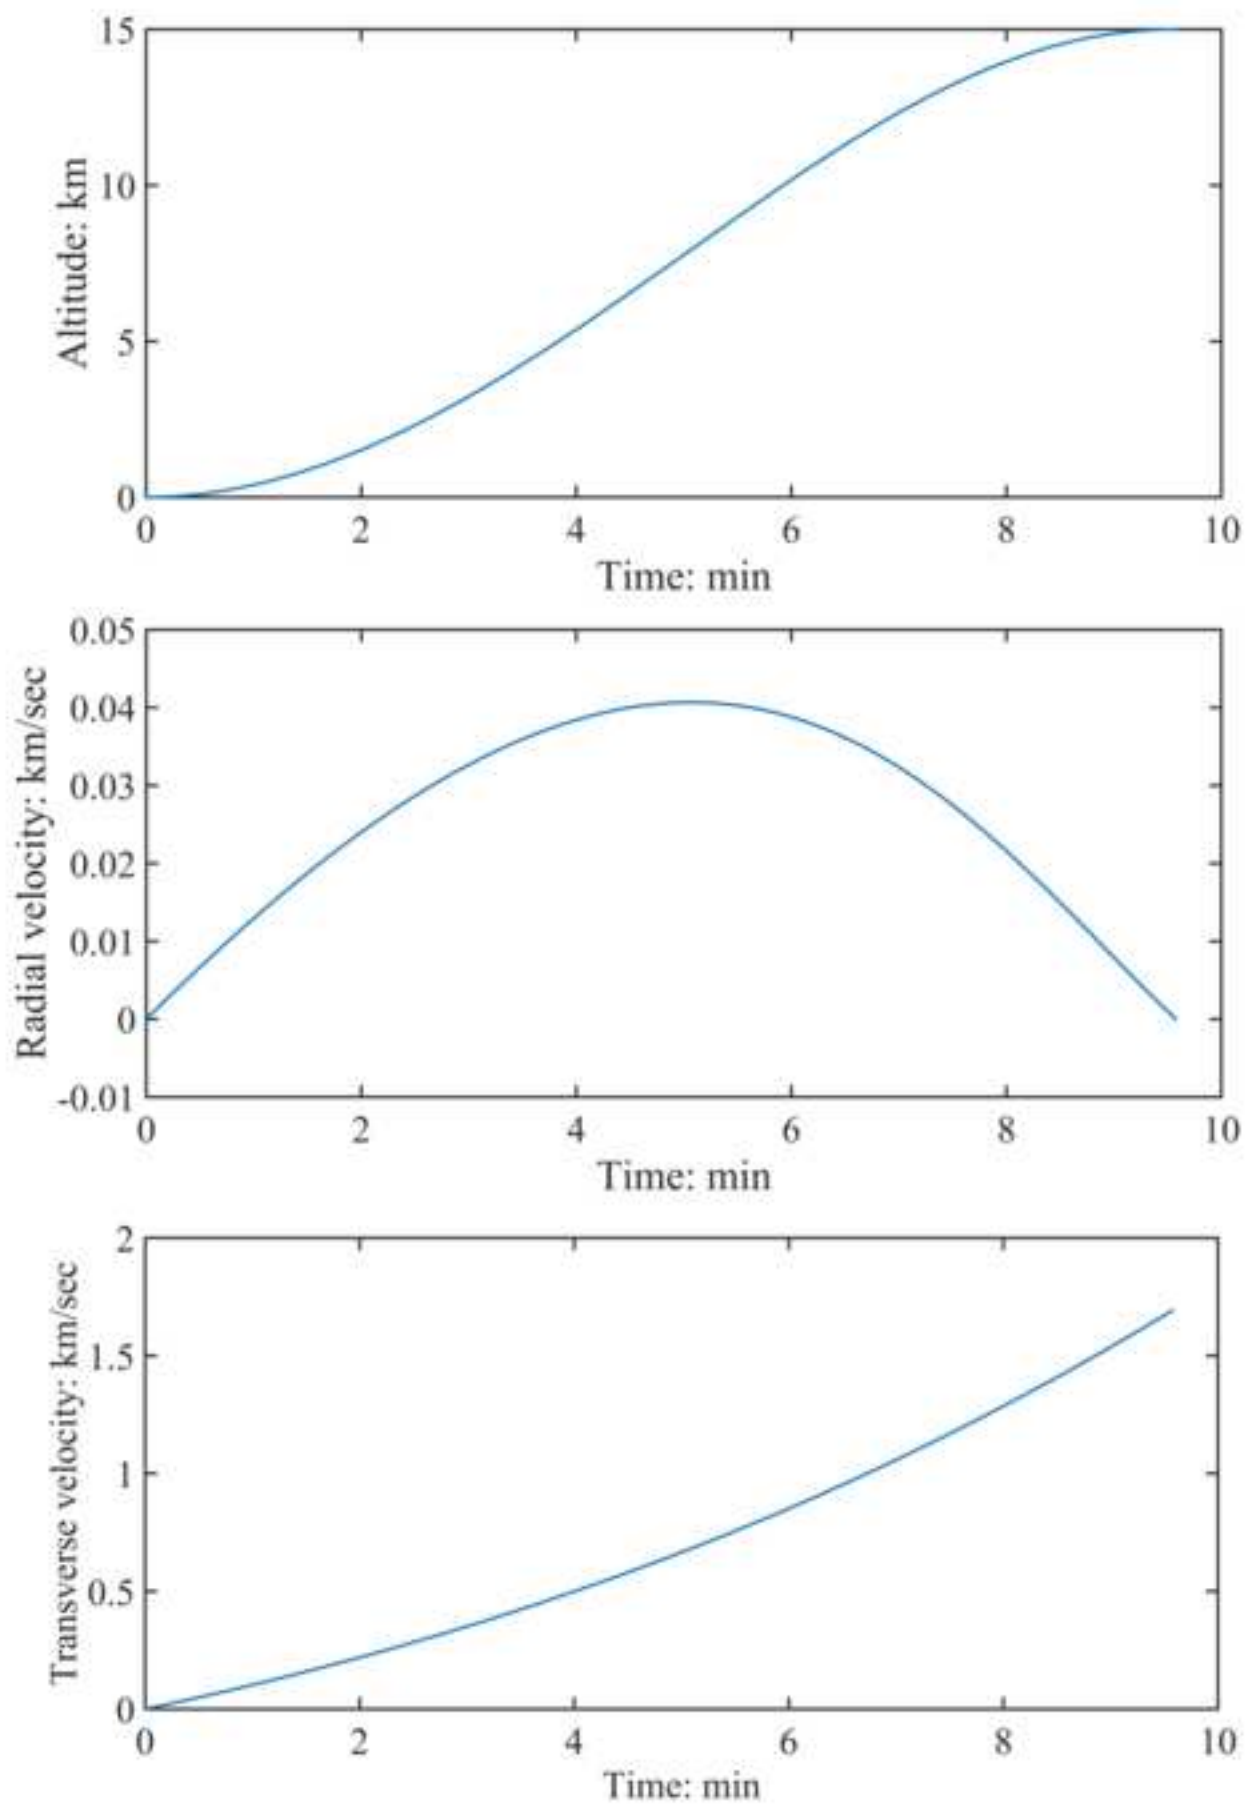 15
10
5
0
Altitude: km
0 2 4 6 8 10
Time: min
0.05
0.04
0.03
0.02
0.01
0
-0.01
Radial velocity: km/sec
0 2 4 6 8 10
Time: min
2
1.5
1
0.5
0
Transverse velocity: km/sec
0 2 4 6 8 10
Time: min